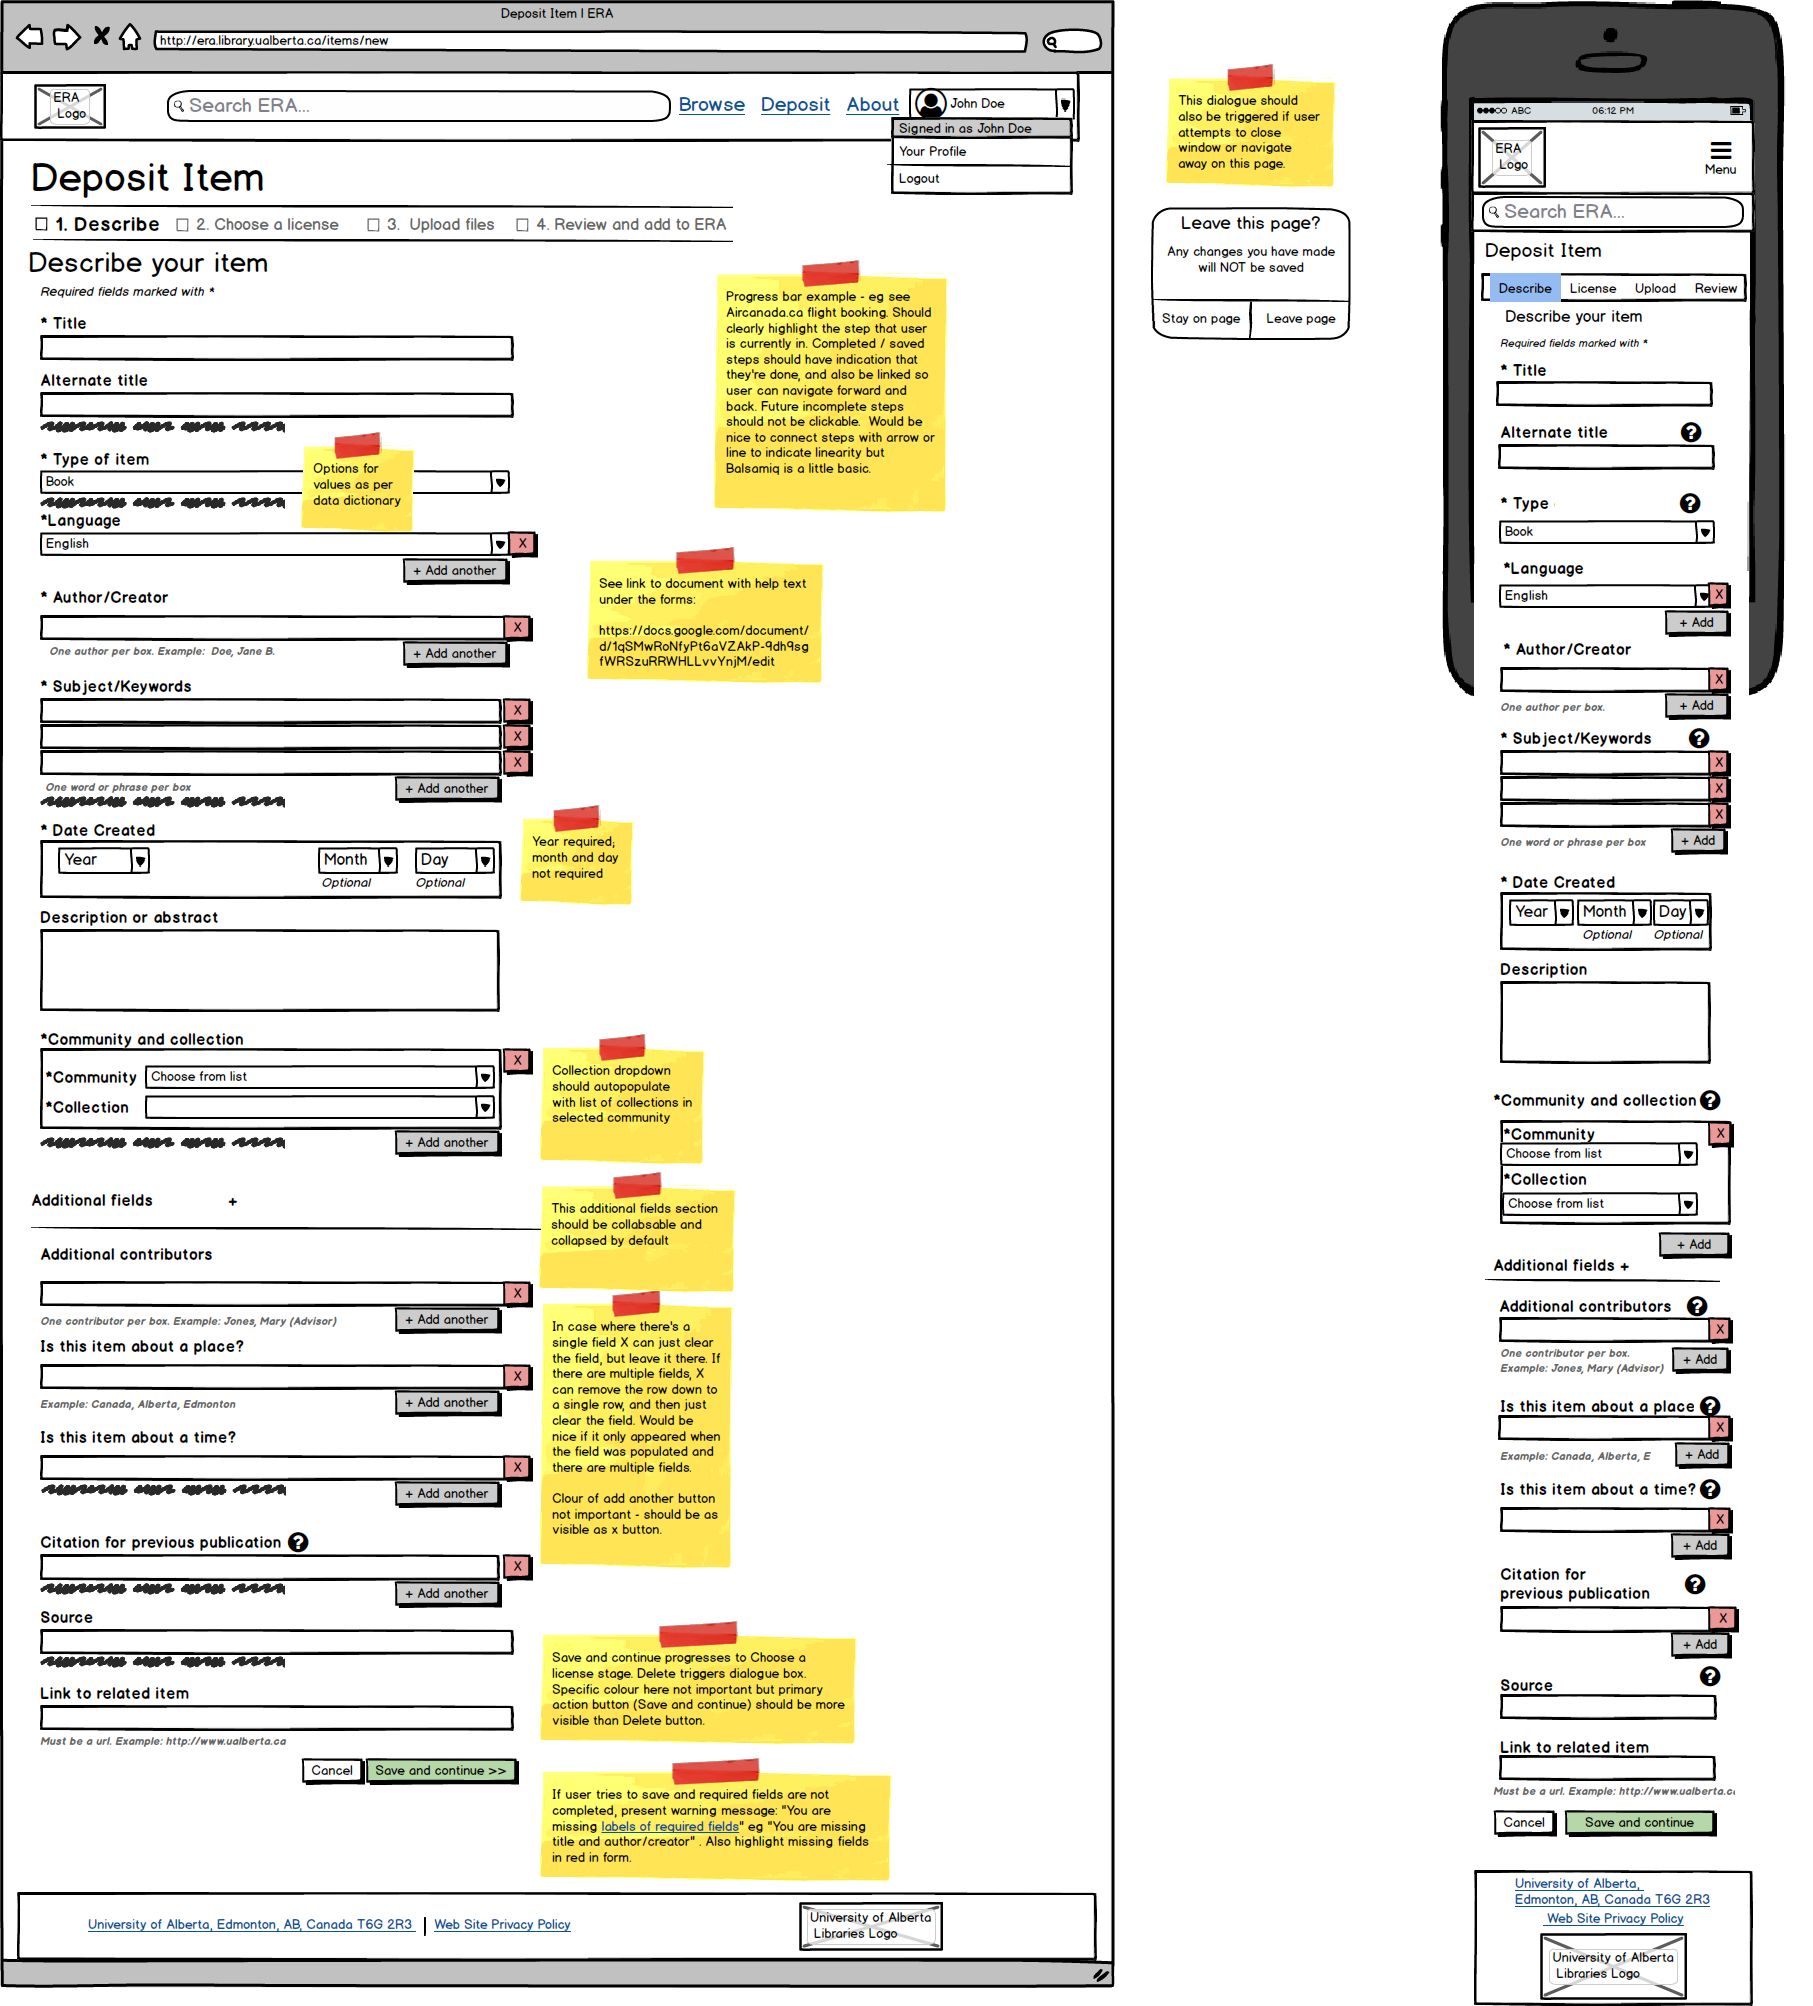 Deposit Item | ERA
http://era.library.ualberta.ca/items/new
ERA
Logo
Search ERA...
Browse Deposit About
John Doe
Signed in as John Doe
Your Profile
Logout
Deposit Item
1. Describe 2. Choose a license 3. Upload files 4. Review and add to ERA
Describe your item
Required fields marked with *
* Title
Alternate title
* Type of item
Book
Options for
values as per
data dictionary
*Language
English
X
+ Add another
* Author/Creator
X
One author per box. Example: Doe, Jane B.
+ Add another
* Subject/Keywords
X
X
X
One word or phrase per box
+ Add another
* Date Created
Year Month Day
Optional Optional
Year required;
month and day
not required
Description or abstract
*Community and collection
X
*Community Choose from list
*Collection
+ Add another
Collection dropdown
should autopopulate
with list of collections in
selected community
Additional fields +
This additional fields section
should be collabsable and
collapsed by default
Additional contributors
X
One contributor per box. Example: Jones, Mary (Advisor)
+ Add another
Is this item about a place?
X
Example: Canada, Alberta, Edmonton
+ Add another
Is this item about a time?
X
+ Add another
In case where there's a
single field X can just clear
the field, but leave it there. If
there are multiple fields, X
can remove the row down to
a single row, and then just
clear the field. Would be
nice if it only appeared when
the field was populated and
there are multiple fields.
Clour of add another button
not important - should be as
visible as x button.
Citation for previous publication ?
X
+ Add another
Source
Link to related item
Must be a url. Example: http://www.ualberta.ca
Cancel Save and continue >>
Save and continue progresses to Choose a
license stage. Delete triggers dialogue box.
Specific colour here not important but primary
action button (Save and continue) should be more
visible than Delete button.
If user tries to save and required fields are not
completed, present warning message: "You are
missing labels of required fields" eg "You are missing
title and author/creator" . Also highlight missing fields
in red in form.
University of Alberta, Edmonton, AB, Canada T6G 2R3 | Web Site Privacy Policy
University of Alberta
Libraries Logo
Progress bar example - eg see
Aircanada.ca flight booking. Should
clearly highlight the step that user
is currently in. Completed / saved
steps should have indication that
they're done, and also be linked so
user can navigate forward and
back. Future incomplete steps
should not be clickable. Would be
nice to connect steps with arrow or
line to indicate linearity but
Balsamiq is a little basic.
See link to document with help text
under the forms:
https://docs.google.com/document/
d/1qSMwRoNfyPt6aVZAkP-9dh9sg
fWRSzuRRWHLLvvYnjM/edit
This dialogue should
also be triggered if user
attempts to close
window or navigate
away on this page.
Leave this page?
Any changes you have made
will NOT be saved
Stay on page Leave page
ABC 06:12 PM
ERA
Logo
Menu
Search ERA...
Deposit Item
Describe License Upload Review
Describe your item
Required fields marked with *
* Title
Alternate title ?
* Type ?
Book
*Language
English
X
+ Add
* Author/Creator
X
One author per box.
+ Add
* Subject/Keywords ?
X
X
X
One word or phrase per box
+ Add
* Date Created
Year Month Day
Optional Optional
Description
*Community and collection ?
X
*Community
Choose from list
*Collection
Choose from list
+ Add
Additional fields +
Additional contributors ?
X
One contributor per box.
Example: Jones, Mary (Advisor)
+ Add
Is this item about a place ?
X
Example: Canada, Alberta, E
+ Add
Is this item about a time? ?
X
+ Add
Citation for
previous publication ?
X
+ Add
Source ?
Link to related item
Must be a url. Example: http://www.ualberta.c
Cancel Save and continue
University of Alberta,
Edmonton, AB, Canada T6G 2R3
Web Site Privacy Policy
University of Alberta
Libraries Logo